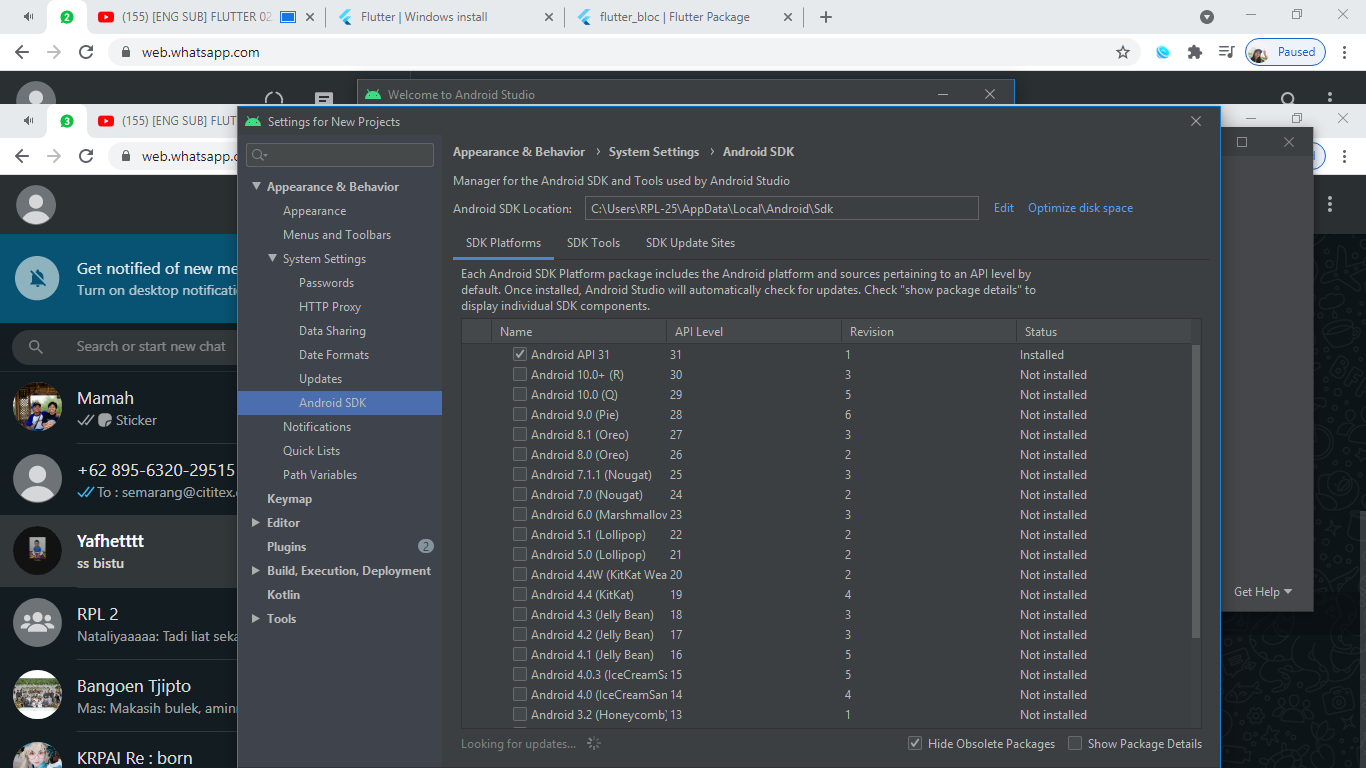 2
(155) [ENG SUB] FLUTTER 02
Flutter | Windows install
flutter_bloc | Flutter Package
web.whatsapp.com
Paused
Welcome to Android Studio
3
(155) [ENG SUB] FLUT
web.whatsapp.c
Settings for New Projects
Get notified of new me
Turn on desktop notificati
Search or start new chat
Mamah
Sticker
+62 895-6320-29515
To : semarang@cititex.
Yafhetttt
ss bistu
RPL 2
Nataliyaaaaa: Tadi liat seka
Bangoen Tjipto
Mas: Makasih bulek, amin
KRPAI Re : born
Appearance & Behavior
Appearance
Menus and Toolbars
System Settings
Passwords
HTTP Proxy
Data Sharing
Date Formats
Updates
Android SDK
Notifications
Quick Lists
Path Variables
Keymap
Editor
Plugins 2
Build, Execution, Deployment
Kotlin
Tools
Appearance & Behavior › System Settings › Android SDK
Manager for the Android SDK and Tools used by Android Studio
Android SDK Location: C:\Users\RPL-25\AppData\Local\Android\Sdk Edit Optimize disk space
SDK Platforms SDK Tools SDK Update Sites
Each Android SDK Platform package includes the Android platform and sources pertaining to an API level by
default. Once installed, Android Studio will automatically check for updates. Check "show package details" to
display individual SDK components.
Name API Level Revision Status
Android API 31 31 1 Installed
Android 10.0+ (R) 30 3 Not installed
Android 10.0 (Q) 29 5 Not installed
Android 9.0 (Pie) 28 6 Not installed
Android 8.1 (Oreo) 27 3 Not installed
Android 8.0 (Oreo) 26 2 Not installed
Android 7.1.1 (Nougat) 25 3 Not installed
Android 7.0 (Nougat) 24 2 Not installed
Android 6.0 (Marshmallow 23 3 Not installed
Android 5.1 (Lollipop) 22 2 Not installed
Android 5.0 (Lollipop) 21 2 Not installed
Android 4.4W (KitKat Wea 20 2 Not installed
Android 4.4 (KitKat) 19 4 Not installed
Android 4.3 (Jelly Bean) 18 3 Not installed
Android 4.2 (Jelly Bean) 17 3 Not installed
Android 4.1 (Jelly Bean) 16 5 Not installed
Android 4.0.3 (IceCreamSa 15 5 Not installed
Android 4.0 (IceCreamSan 14 4 Not installed
Android 3.2 (Honeycomb) 13 1 Not installed
Looking for updates... Hide Obsolete Packages Show Package Details
Get Help